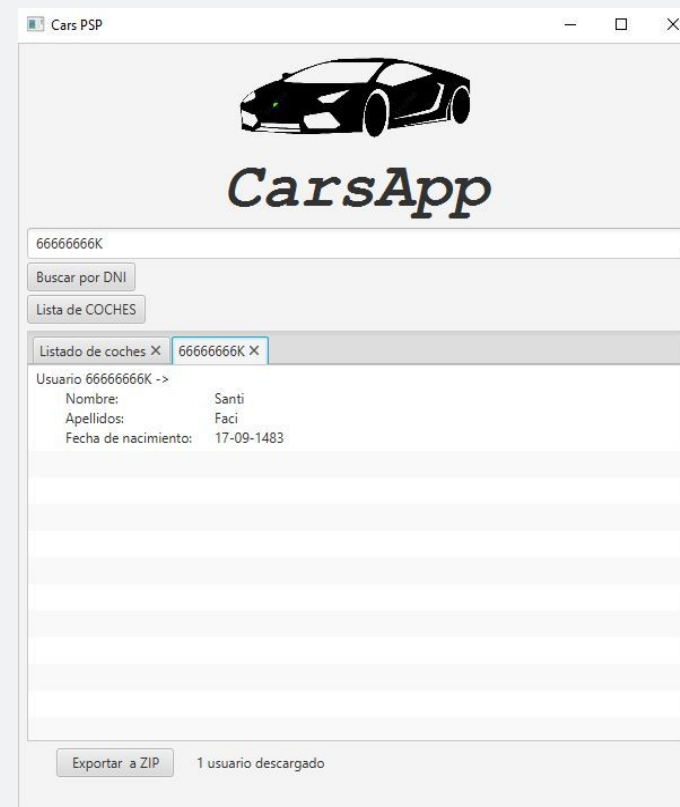 Cars PSP
CarsApp
66666666K
Buscar por DNI
Lista de COCHES
Listado de coches 66666666K
Usuario 66666666K ->
Nombre: Santi
Apellidos: Faci
Fecha de nacimiento: 17-09-1483
Exportar a ZIP 1 usuario descargado